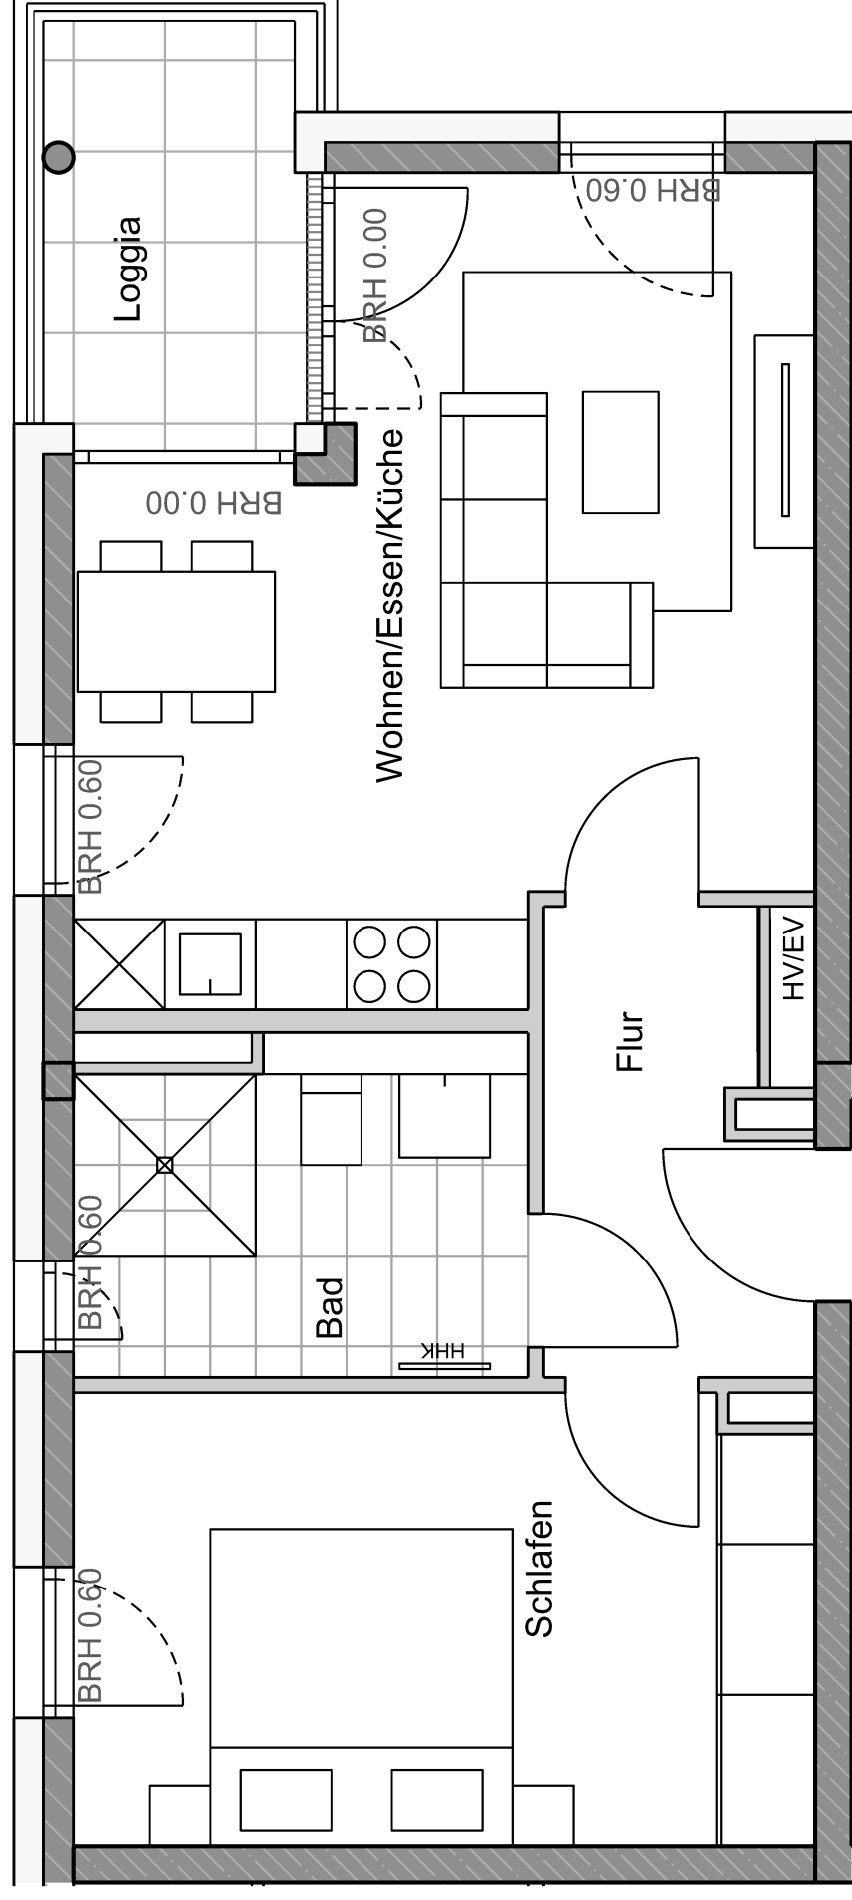 BRH 0.60
Loggia
BRH 0.00
BRH 0.00
Wohnen/Essen/Küche
BRH 0.60
HV/EV
Flur
BRH 0.60
Bad
HHK
Schlafen
BRH 0.60